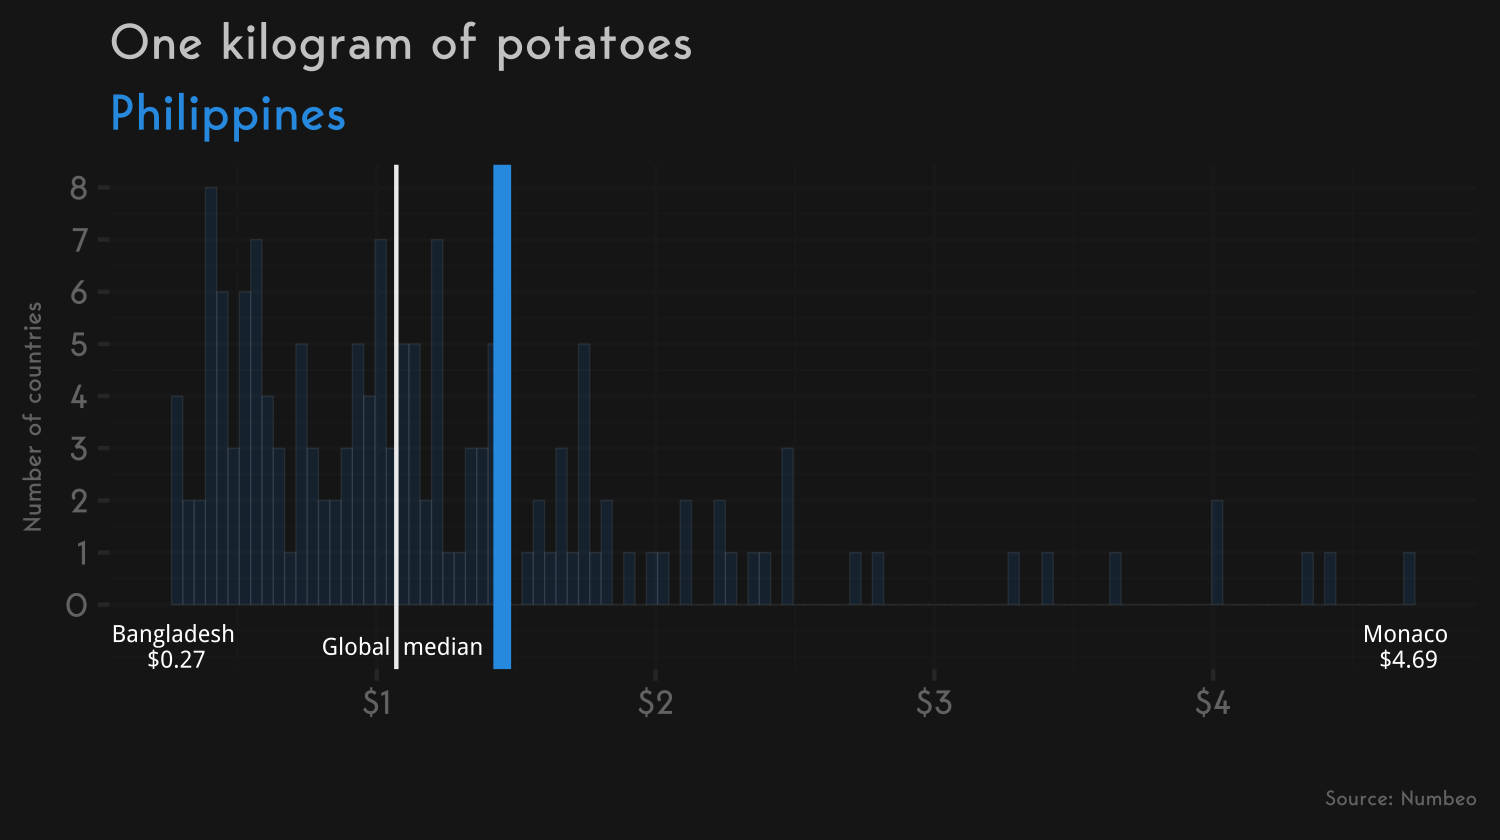 One kilogram of potatoes
Philippines
Number of countries
8
7
6
5
4
3
2
1
0
Bangladesh
$0.27
Global median
Monaco
$4.69
$1 $2 $3 $4
Source: Numbeo